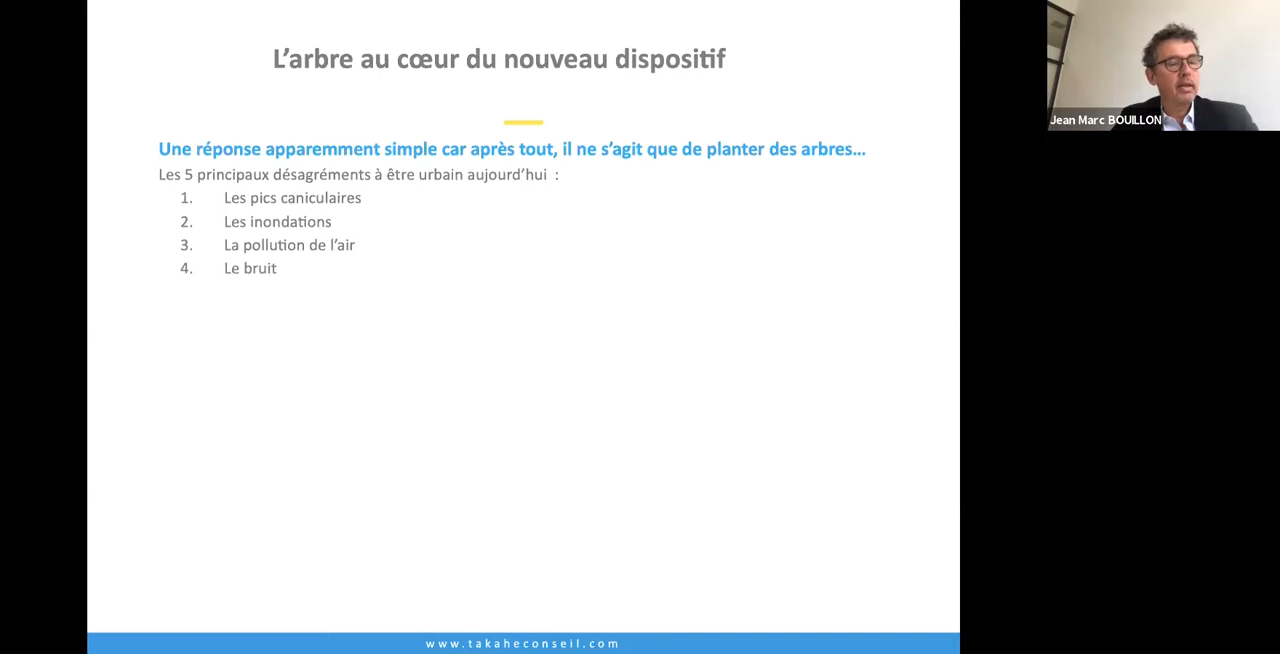 L'arbre au cœur du nouveau dispositif
Jean Marc BOUILLON
Une réponse apparemment simple car après tout, il ne s'agit que de planter des arbres…
Les 5 principaux désagréments à être urbain aujourd'hui :
1. Les pics caniculaires
2. Les inondations
3. La pollution de l'air
4. Le bruit
www.takaheconseil.com